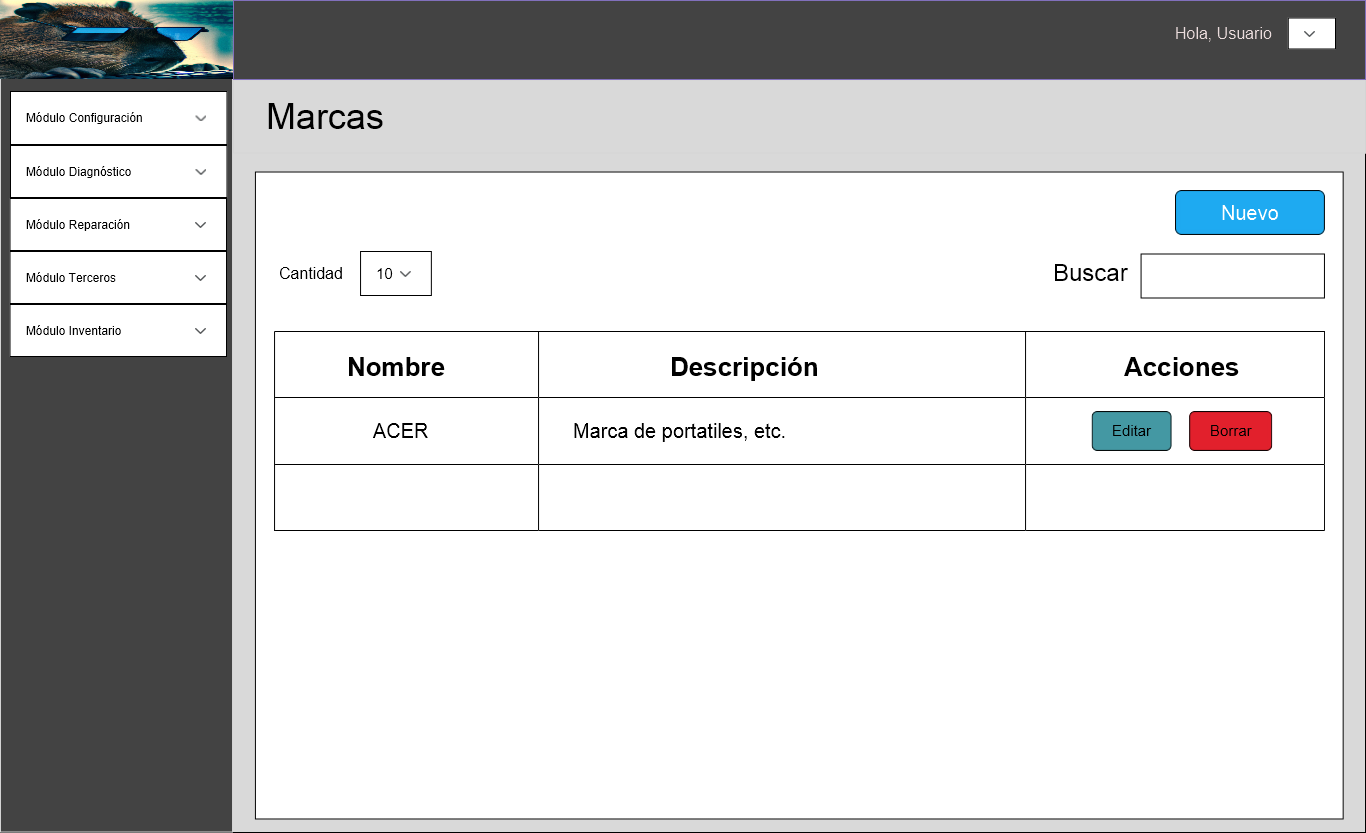 Hola, Usuario
Módulo Configuración
Módulo Diagnóstico
Módulo Reparación
Módulo Terceros
Módulo Inventario
Marcas
Nuevo
Cantidad 10
Buscar
Nombre Descripción Acciones
ACER Marca de portatiles, etc. Editar Borrar